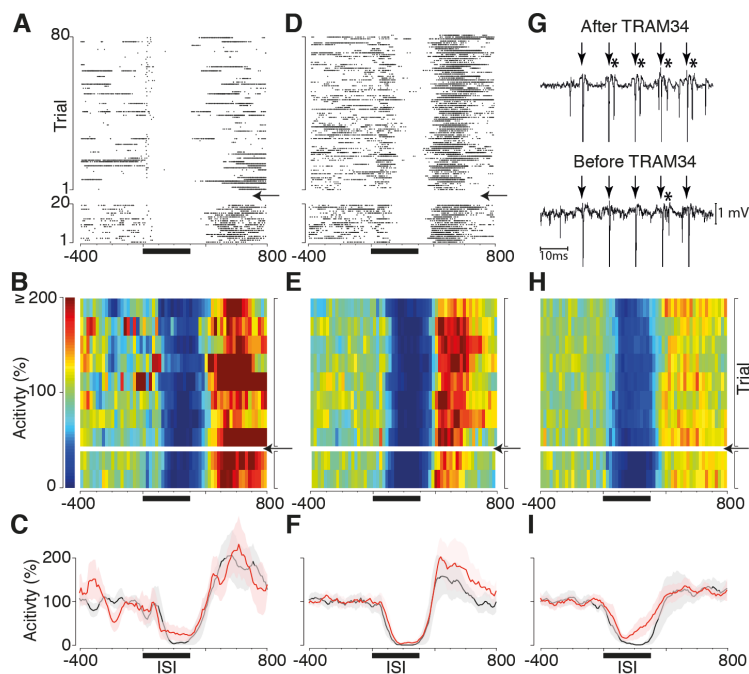 A
D
G
After TRAM34
* * * *
Before TRAM34
*
1 mV
10ms
80
Trial
1
20
1
-400
800
-400
800
B
E
H
200
Acitivty (%)
100
0
-400
800
-400
800
-400
800
Trial
C
F
I
Acitivty (%)
200
100
0
-400
ISI
800
-400
ISI
800
-400
ISI
800